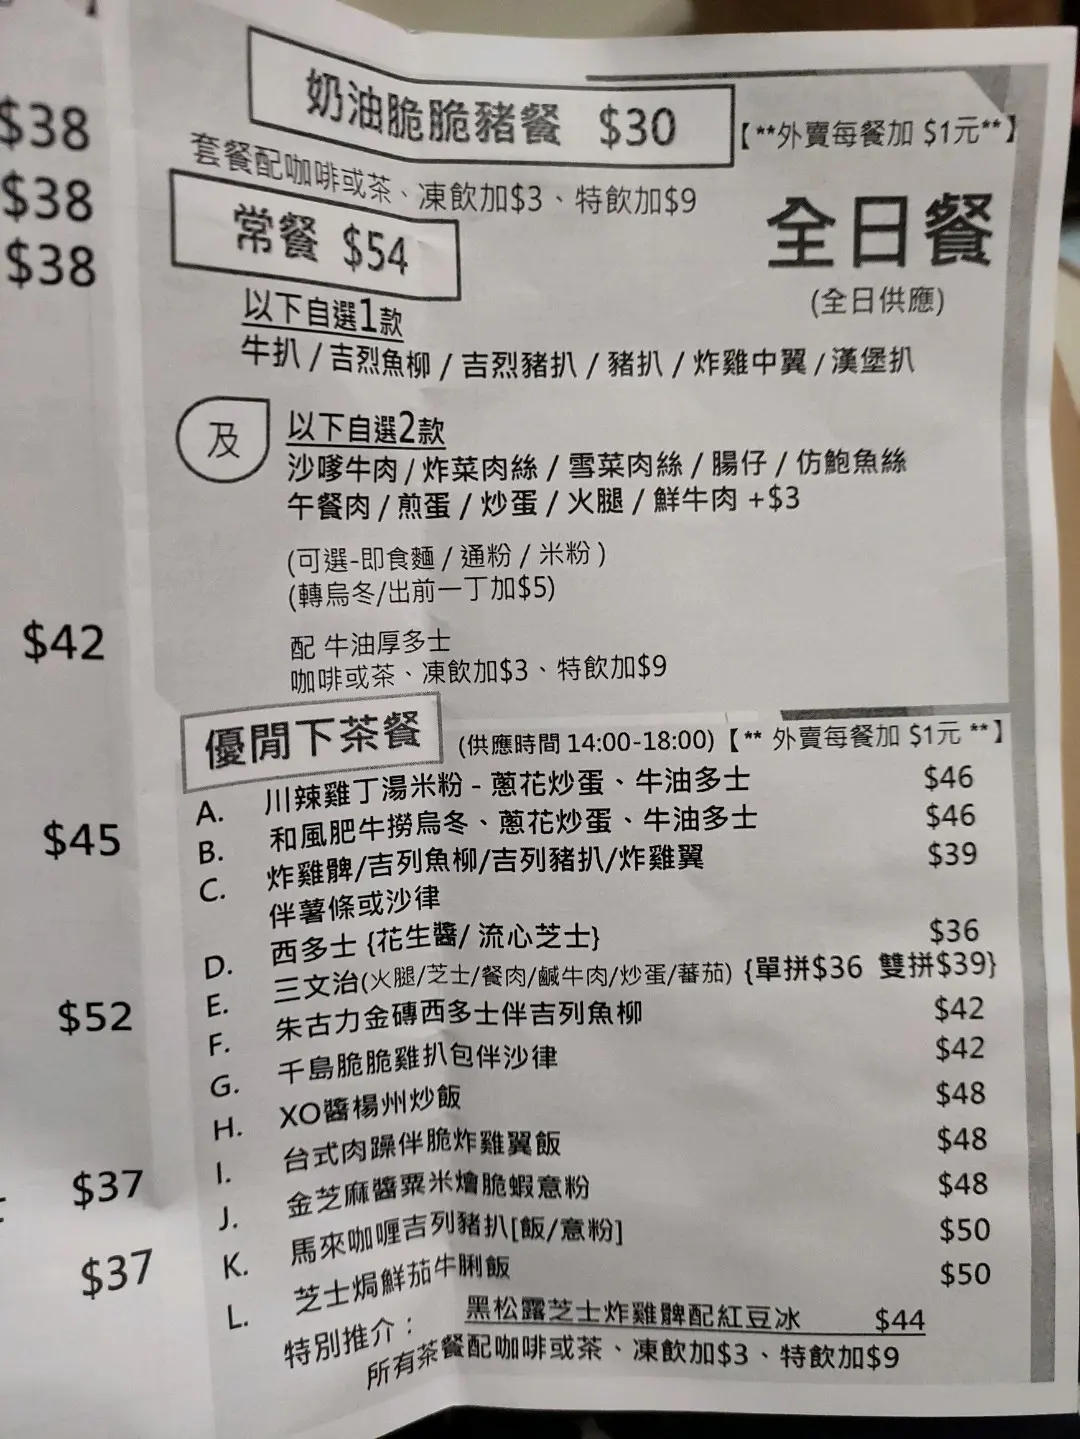 $38
$38
$38
$42
$45
$52
$37
$37
奶油脆脆豬餐 $30
【**外賣每餐加 $1元**】
套餐配咖啡或茶、凍飲加$3、特飲加$9
常餐 $54
全日餐
(全日供應)
以下自選1款
牛扒 / 吉烈魚柳 / 吉烈豬扒 / 豬扒 / 炸雞中翼 / 漢堡扒
及
以下自選2款
沙嗲牛肉 / 炸菜肉絲 / 雪菜肉絲 / 腸仔 / 仿鮑魚絲
午餐肉 / 煎蛋 / 炒蛋 / 火腿 / 鮮牛肉 +$3
(可選-即食麵 / 通粉 / 米粉 )
(轉烏冬/出前一丁加$5)
配 牛油厚多士
咖啡或茶、凍飲加$3、特飲加$9
優閒下茶餐 (供應時間 14:00-18:00)【** 外賣每餐加 $1元 **】
A. 川辣雞丁湯米粉 - 蔥花炒蛋、牛油多士 $46
B. 和風肥牛撈烏冬、蔥花炒蛋、牛油多士 $46
C. 炸雞髀/吉列魚柳/吉列豬扒/炸雞翼 $39
伴薯條或沙律
D. 西多士 {花生醬/ 流心芝士} $36
E. 三文治(火腿/芝士/餐肉/鹹牛肉/炒蛋/蕃茄) {單拼$36 雙拼$39}
F. 朱古力金磚西多士伴吉列魚柳 $42
G. 千島脆脆雞扒包伴沙律 $42
H. XO醬楊州炒飯 $48
I. 台式肉躁伴脆炸雞翼飯 $48
J. 金芝麻醬粟米燴脆蝦意粉 $48
K. 馬來咖喱吉列豬扒[飯/意粉] $50
L. 芝士焗鮮茄牛脷飯 $50
特別推介： 黑松露芝士炸雞髀配紅豆冰 $44
所有茶餐配咖啡或茶、凍飲加$3、特飲加$9